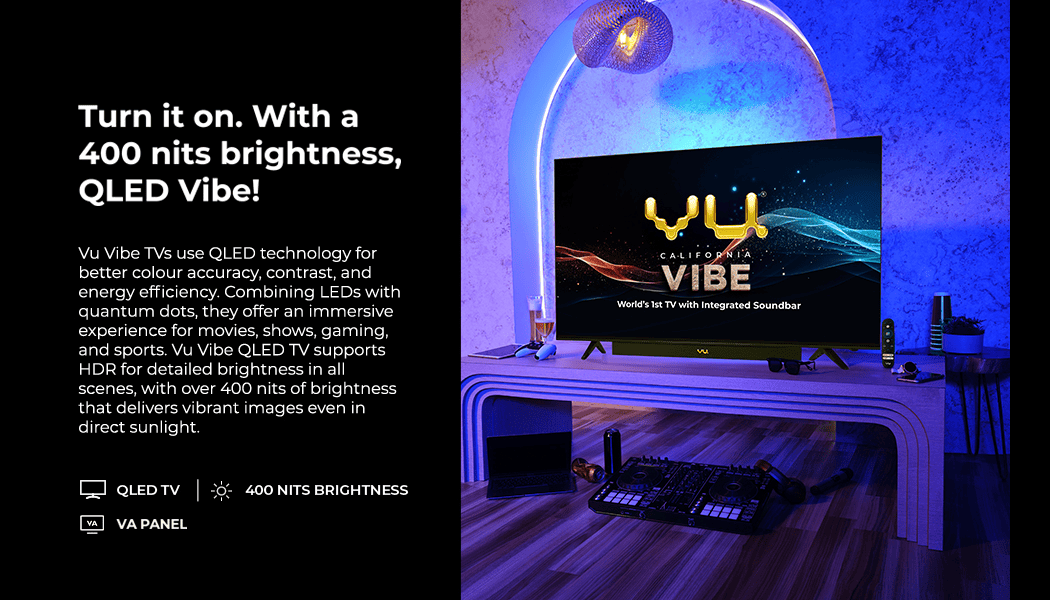 Turn it on. With a
400 nits brightness,
QLED Vibe!
Vu Vibe TVs use QLED technology for
better colour accuracy, contrast, and
energy efficiency. Combining LEDs with
quantum dots, they offer an immersive
experience for movies, shows, gaming,
and sports. Vu Vibe QLED TV supports
HDR for detailed brightness in all
scenes, with over 400 nits of brightness
that delivers vibrant images even in
direct sunlight.
QLED TV | 400 NITS BRIGHTNESS
VA VA PANEL
vu
CALIFORNIA
VIBE
World's 1st TV with Integrated Soundbar
vu